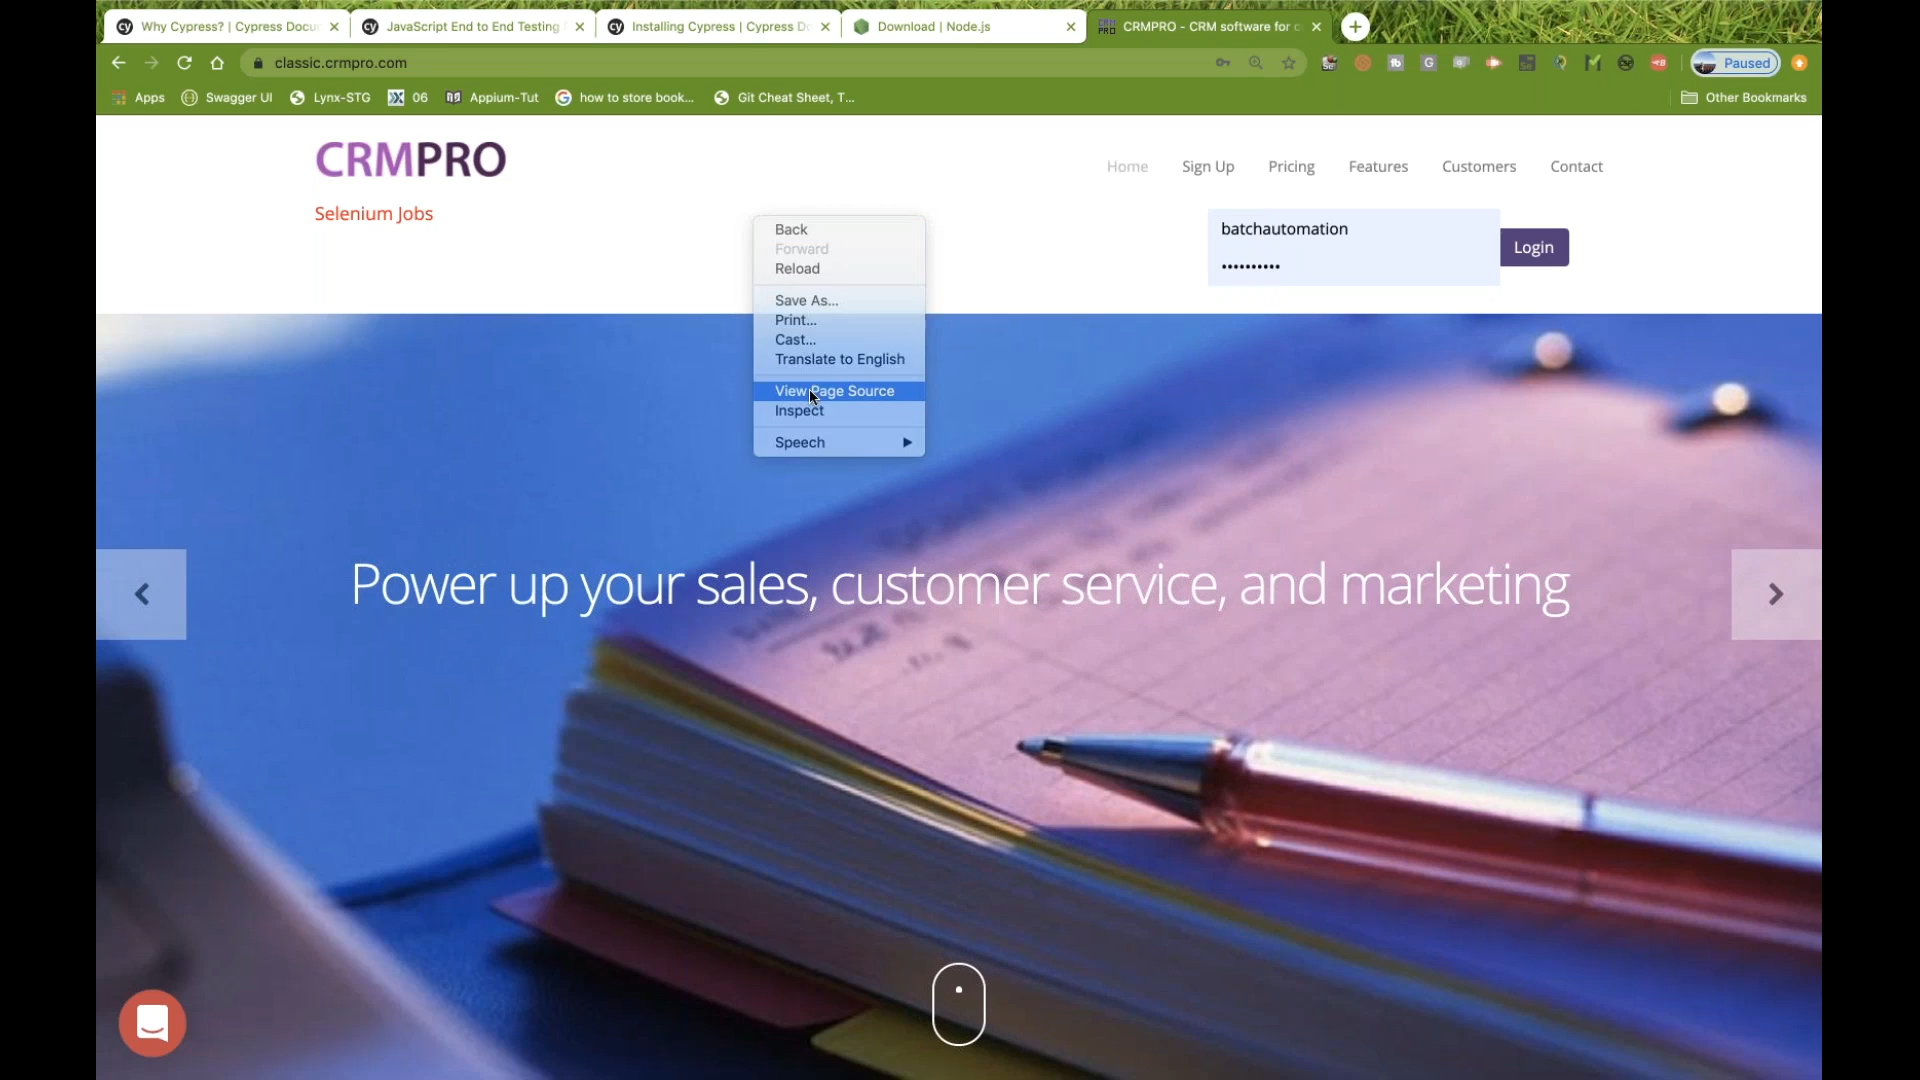 Why Cypress? | Cypress Docu
JavaScript End to End Testing
Installing Cypress | Cypress Do
Download | Node.js
CRMPRO - CRM software for c
classic.crmpro.com
Paused
Apps
Swagger UI
Lynx-STG
06
Appium-Tut
how to store book...
Git Cheat Sheet, T...
Other Bookmarks
CRMPRO
Home
Sign Up
Pricing
Features
Customers
Contact
Selenium Jobs
batchautomation
••••••••••
Login
Back
Forward
Reload
Save As...
Print...
Cast...
Translate to English
View Page Source
Inspect
Speech
Power up your sales, customer service, and marketing